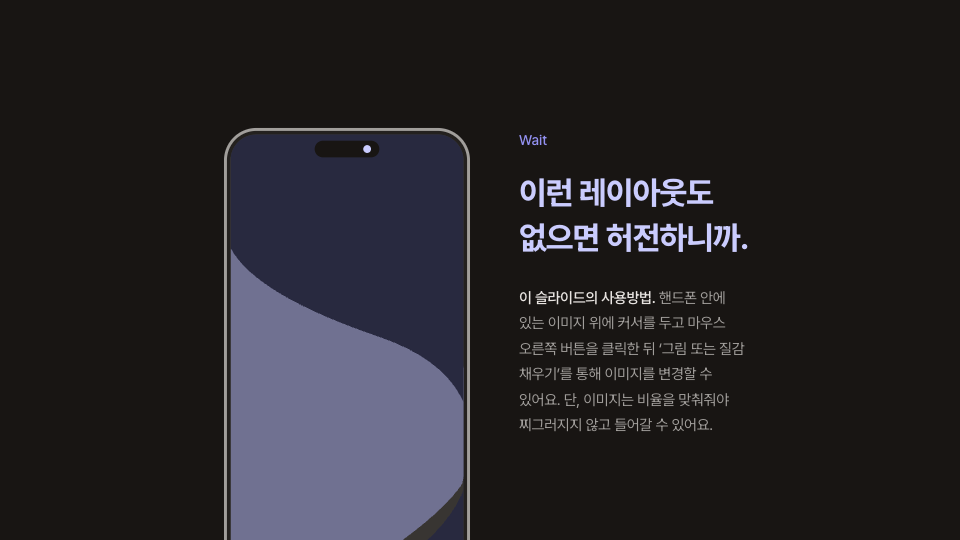 Wait
이런 레이아웃도
없으면 허전하니까.
이 슬라이드의 사용방법. 핸드폰 안에
있는 이미지 위에 커서를 두고 마우스
오른쪽 버튼을 클릭한 뒤 ‘그림 또는 질감
채우기’를 통해 이미지를 변경할 수
있어요. 단, 이미지는 비율을 맞춰줘야
찌그러지지 않고 들어갈 수 있어요.